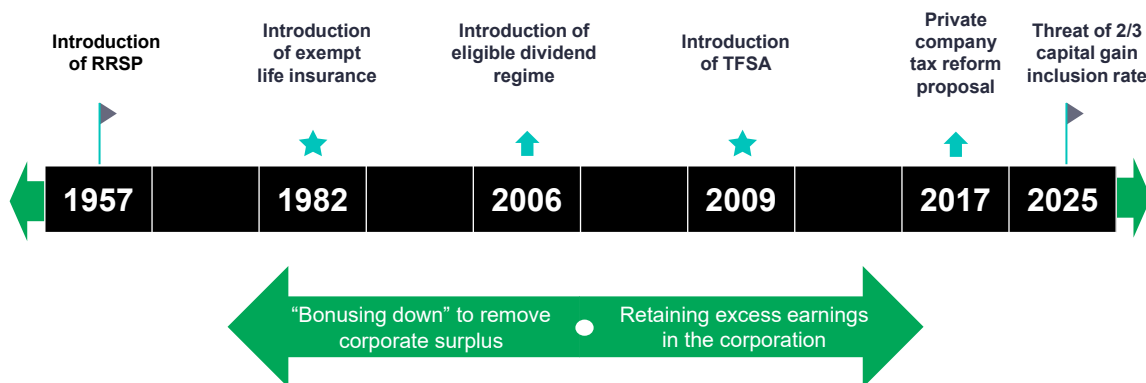 Introduction
of RRSP
Introduction
of exempt
life insurance
Introduction of
eligible dividend
regime
Introduction
of TFSA
Private
company
tax reform
proposal
Threat of 2/3
capital gain
inclusion rate
1957
1982
2006
2009
2017
2025
“Bonusing down” to remove
corporate surplus
Retaining excess earnings
in the corporation